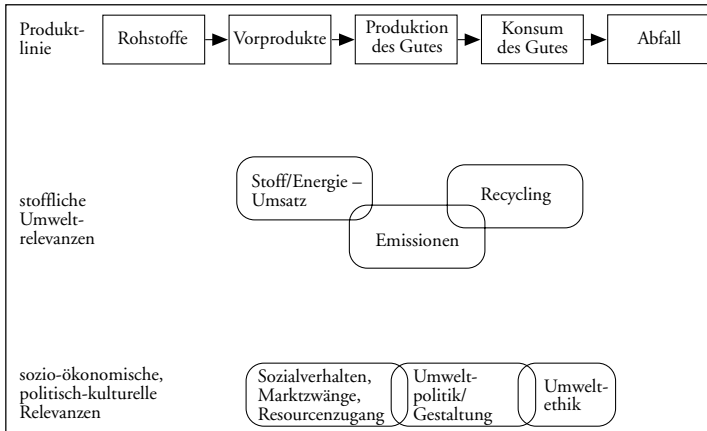 Produkt-
linie
Rohstoffe
Vorprodukte
Produktion
des Gutes
Konsum
des Gutes
Abfall
stoffliche
Umwelt-
relevanzen
Stoff/Energie –
Umsatz
Emissionen
Recycling
sozio-ökonomische,
politisch-kulturelle
Relevanzen
Sozialverhalten,
Marktzwänge,
Resourcenzugang
Umwelt-
politik/
Gestaltung
Umwelt-
ethik